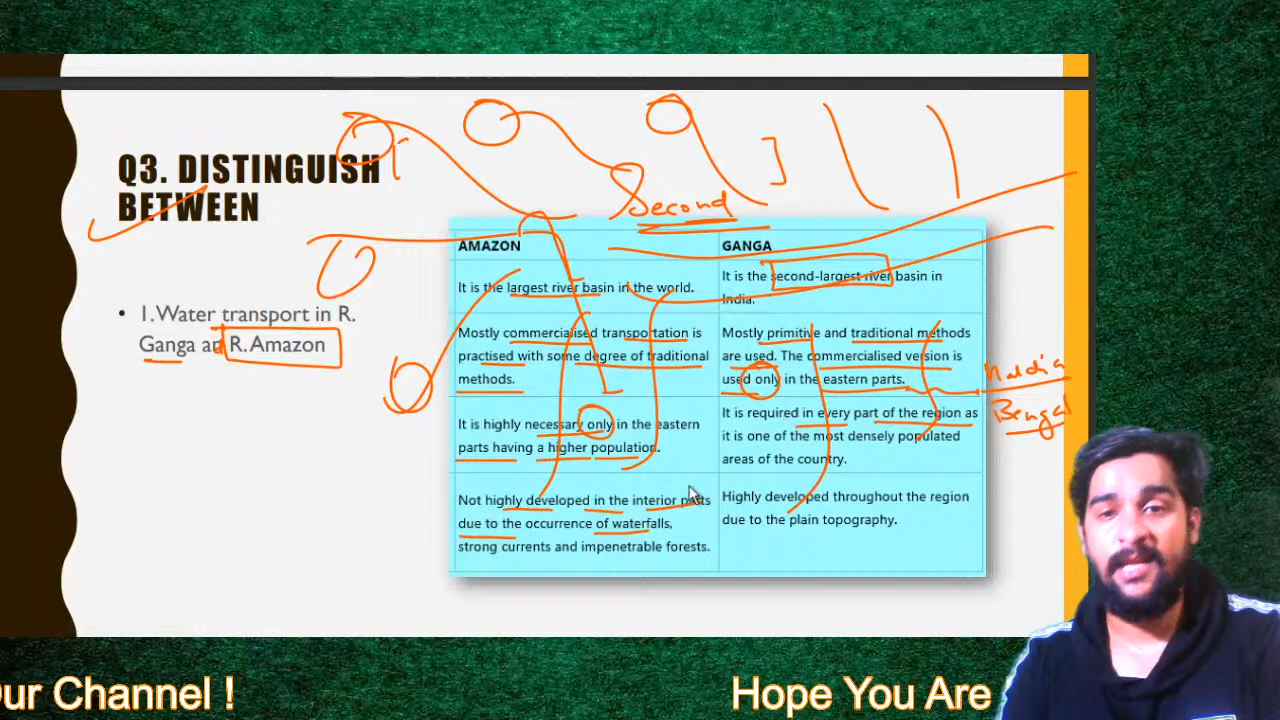 Q3. DISTINGUISH
BETWEEN
• 1.Water transport in R.
Ganga and R.Amazon
Second
AMAZON
GANGA
It is the largest river basin in the world.
It is the second-largest river basin in
India.
Mostly commercialised transportation is
practised with some degree of traditional
methods.
Mostly primitive and traditional methods
are used. The commercialised version is
used only in the eastern parts.
It is highly necessary only in the eastern
parts having a higher population.
It is required in every part of the region as
it is one of the most densely populated
areas of the country.
Not highly developed in the interior parts
due to the occurrence of waterfalls,
strong currents and impenetrable forests.
Highly developed throughout the region
due to the plain topography.
Haldia
Bengal
Our Channel !
Hope You Are